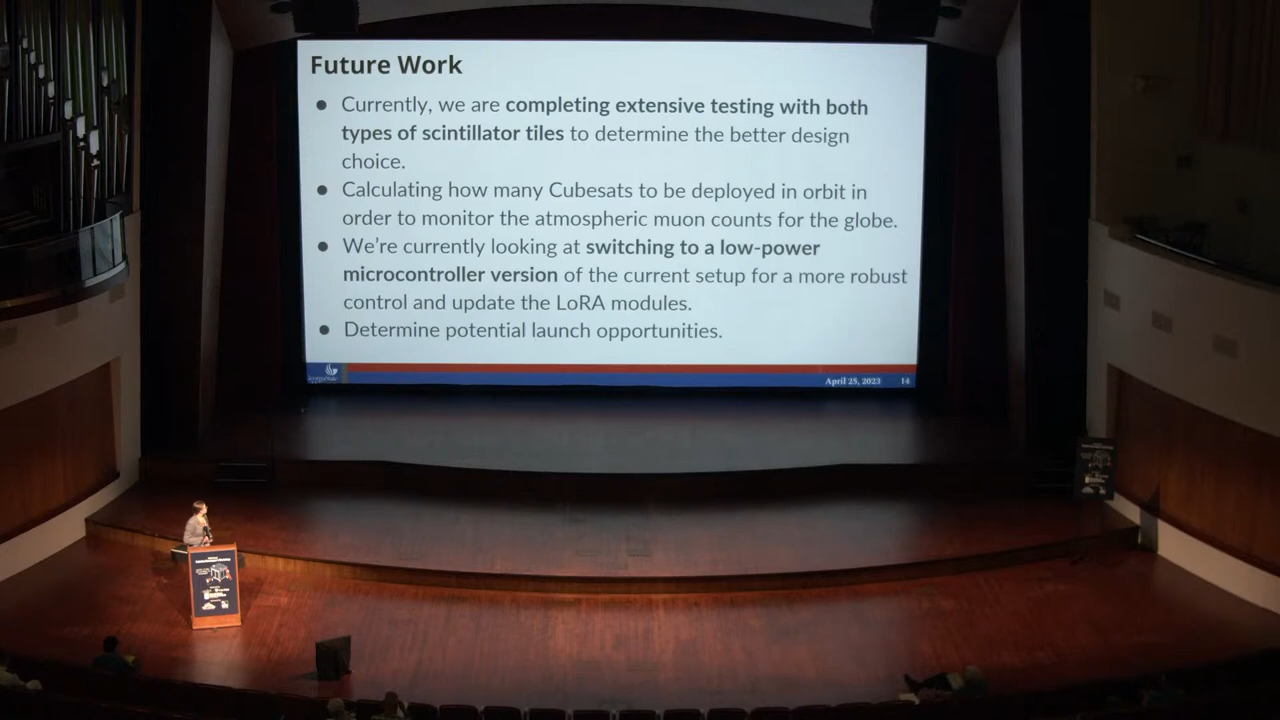 Future Work
● Currently, we are completing extensive testing with both
types of scintillator tiles to determine the better design
choice.
● Calculating how many Cubesats to be deployed in orbit in
order to monitor the atmospheric muon counts for the globe.
● We're currently looking at switching to a low-power
microcontroller version of the current setup for a more robust
control and update the LoRA modules.
● Determine potential launch opportunities.
April 25, 2023 14